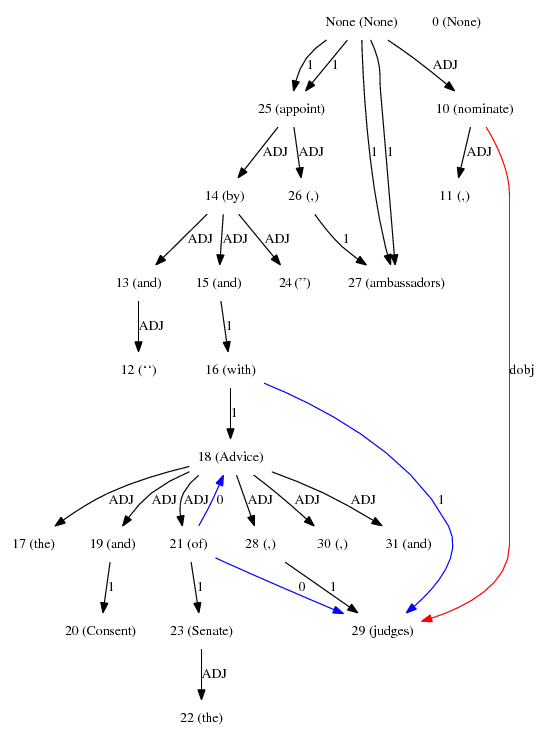 None (None) 0 (None)
1 1 ADJ
25 (appoint) 10 (nominate)
ADJ ADJ 1 1 ADJ
14 (by) 26 (,) 11 (,)
ADJ ADJ ADJ 1
13 (and) 15 (and) 24 (”) 27 (ambassadors)
ADJ 1
12 (‘‘) 16 (with) dobj
1
18 (Advice)
ADJ ADJ ADJ 0 ADJ ADJ ADJ 1
17 (the) 19 (and) 21 (of) 28 (,) 30 (,) 31 (and)
1 1 0 1
20 (Consent) 23 (Senate) 29 (judges)
ADJ
22 (the)